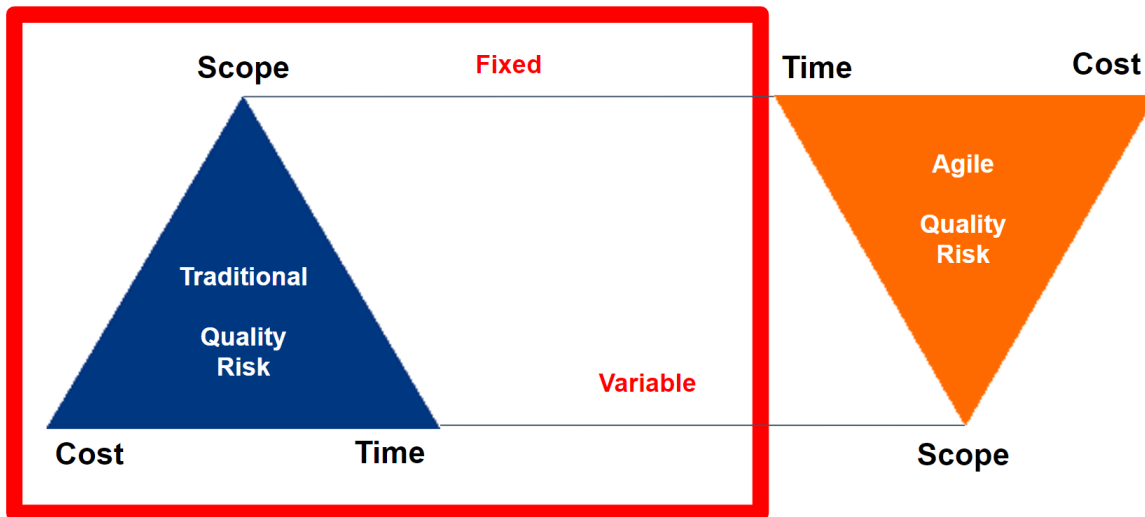 Scope
Fixed
Time
Cost
Traditional
Quality
Risk
Agile
Quality
Risk
Variable
Cost
Time
Scope